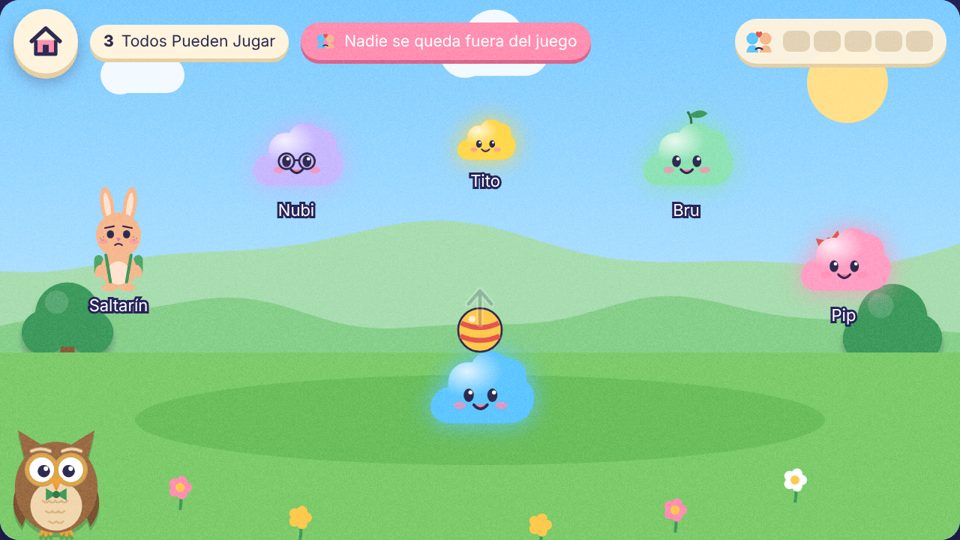 3 Todos Pueden Jugar
Nadie se queda fuera del juego
Nubi
Tito
Bru
Saltarín
Pip